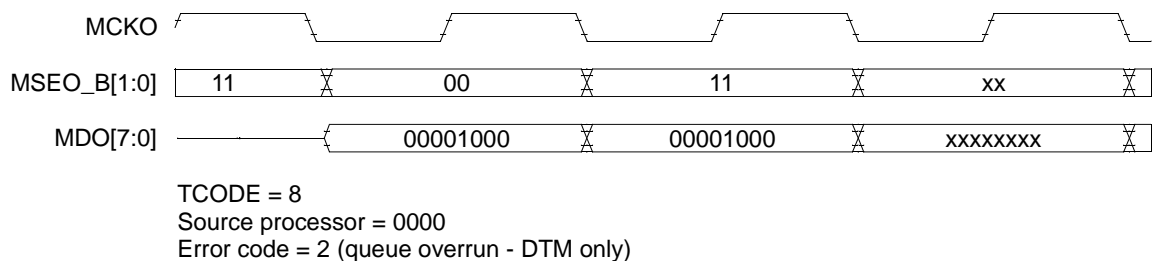 MCKO
MSEO_B[1:0] 11 00 11 xx
MDO[7:0] 00001000 00001000 xxxxxxxx
TCODE = 8
Source processor = 0000
Error code = 2 (queue overrun - DTM only)